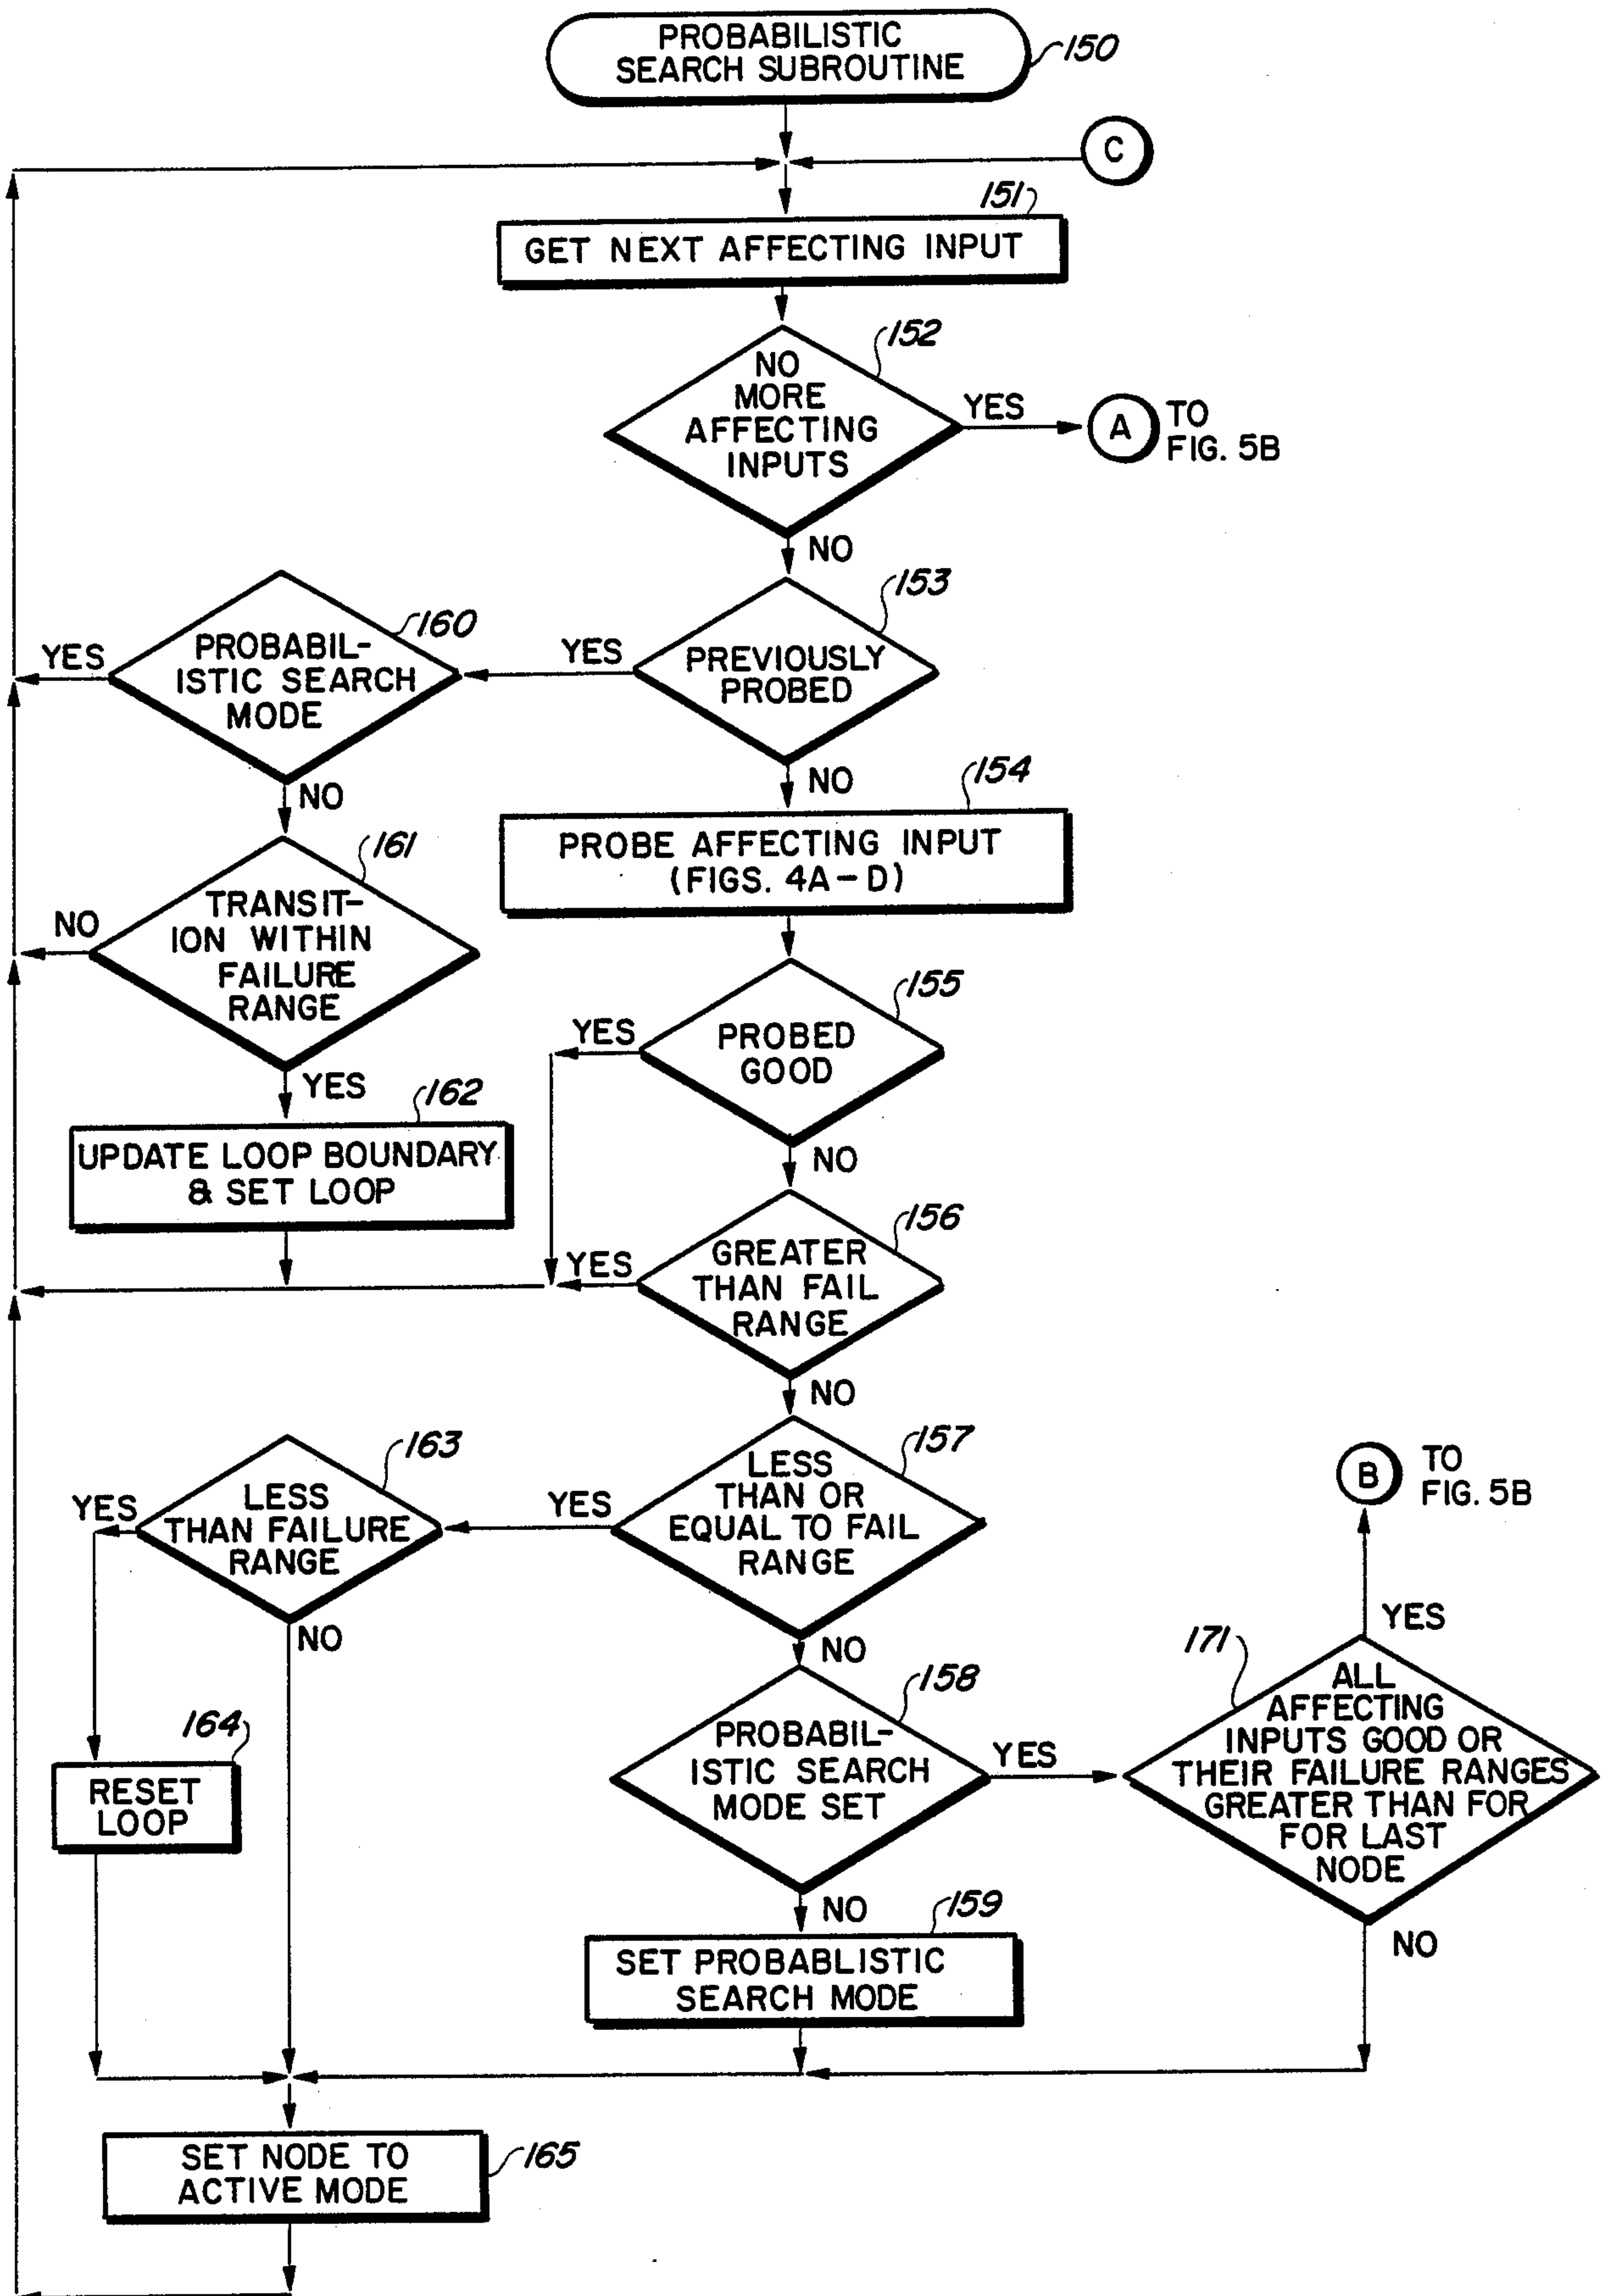 PROBABILISTIC
SEARCH SUBROUTINE
150
C
151
GET NEXT AFFECTING INPUT
152
NO
MORE
AFFECTING
INPUTS
YES
A
TO
FIG. 5B
NO
153
PREVIOUSLY
PROBED
YES
160
PROBABIL-
ISTIC SEARCH
MODE
YES
NO
NO
154
PROBE AFFECTING INPUT
(FIGS. 4A-D)
161
TRANSIT-
ION WITHIN
FAILURE
RANGE
NO
YES
155
PROBED
GOOD
YES
NO
162
UPDATE LOOP BOUNDARY
& SET LOOP
156
GREATER
THAN FAIL
RANGE
YES
NO
157
LESS
THAN OR
EQUAL TO FAIL
RANGE
YES
NO
163
LESS
THAN FAILURE
RANGE
YES
NO
B
TO
FIG. 5B
YES
158
PROBABIL-
ISTIC SEARCH
MODE SET
YES
NO
171
ALL
AFFECTING
INPUTS GOOD OR
THEIR FAILURE RANGES
GREATER THAN FOR
FOR LAST
NODE
NO
164
RESET
LOOP
159
SET PROBABLISTIC
SEARCH MODE
SET NODE TO
ACTIVE MODE
165